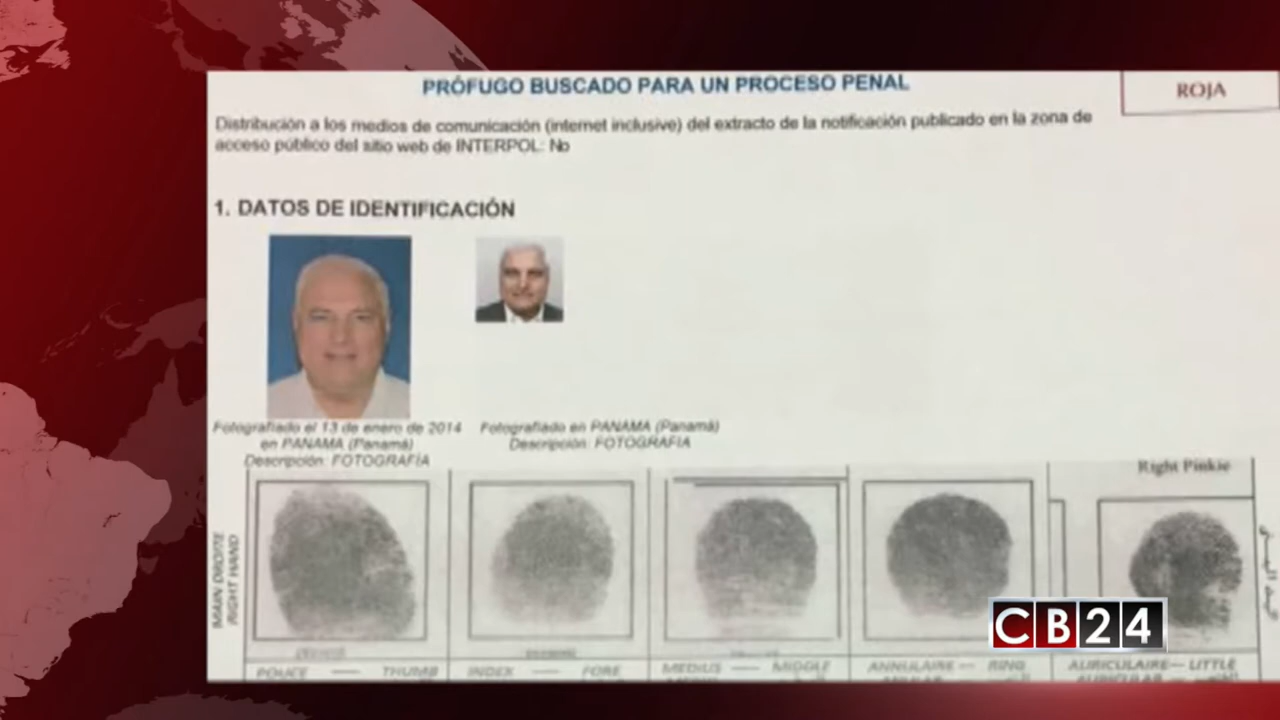 PRÓFUGO BUSCADO PARA UN PROCESO PENAL
ROJA
Distribución a los medios de comunicación (internet inclusive) del extracto de la notificación publicado en la zona de
acceso público del sitio web de INTERPOL: No
1. DATOS DE IDENTIFICACIÓN
Fotografiado el 13 de enero de 2014
en PANAMA (Panamá)
Descripción: FOTOGRAFÍA
Fotografiado en PANAMA (Panamá)
Descripción: FOTOGRAFIA
Right Pinkie
MAIN DROITE
RIGHT HAND
POUCE — THUMB
INDEX — FORE
MEDIUS — MIDDLE
ANNULAIRE — RING
AURICULAIRE — LITTLE
CB24